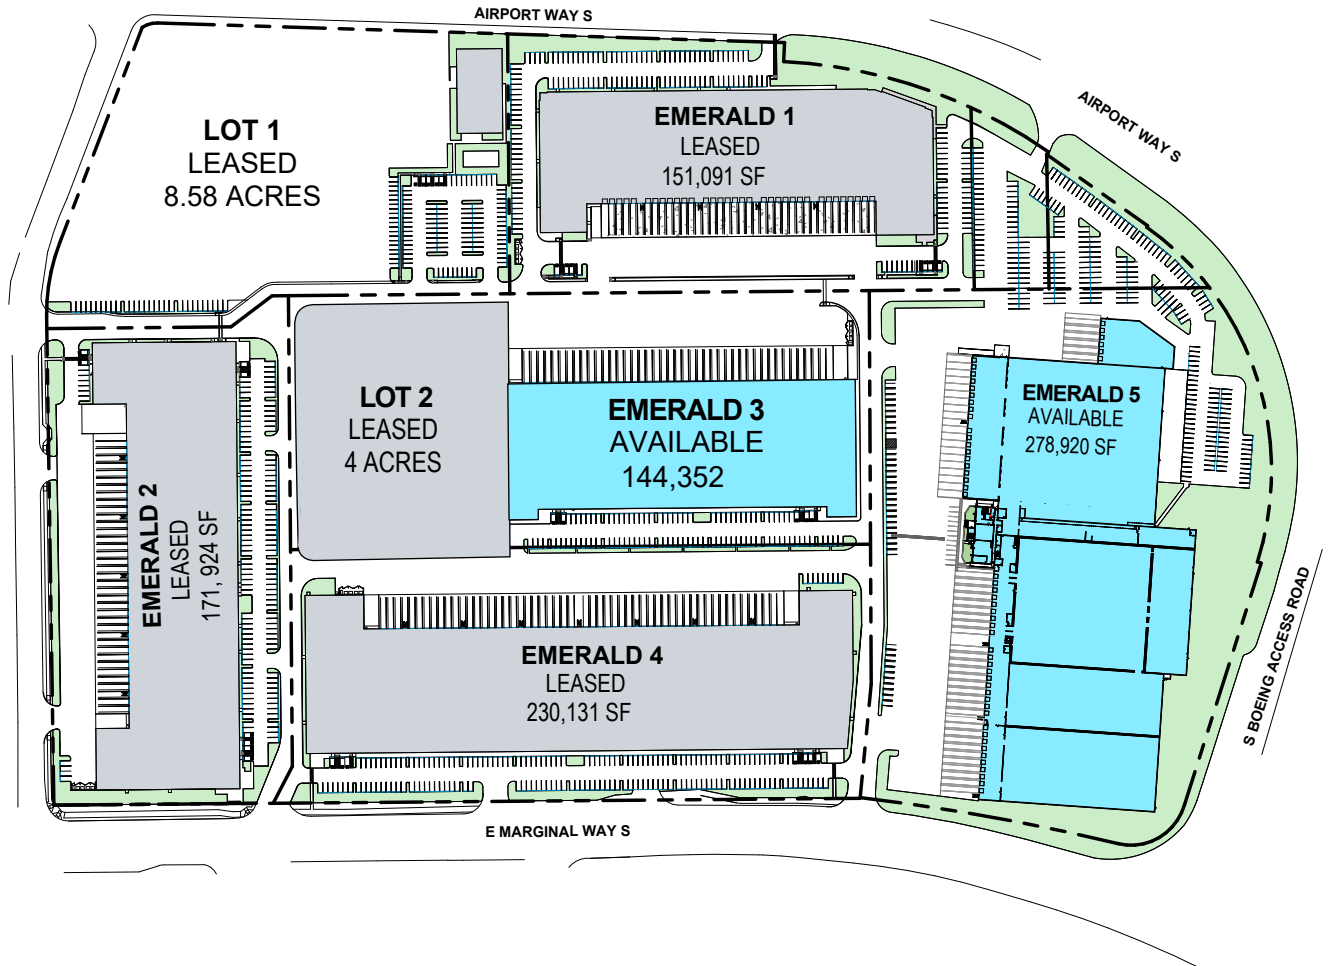 AIRPORT WAY S
AIRPORT WAY S
LOT 1
LEASED
8.58 ACRES
EMERALD 1
LEASED
151,091 SF
LOT 2
LEASED
4 ACRES
EMERALD 3
AVAILABLE
144,352
EMERALD 5
AVAILABLE
278,920 SF
EMERALD 2
LEASED
171, 924 SF
EMERALD 4
LEASED
230,131 SF
S BOEING ACCESS ROAD
E MARGINAL WAY S